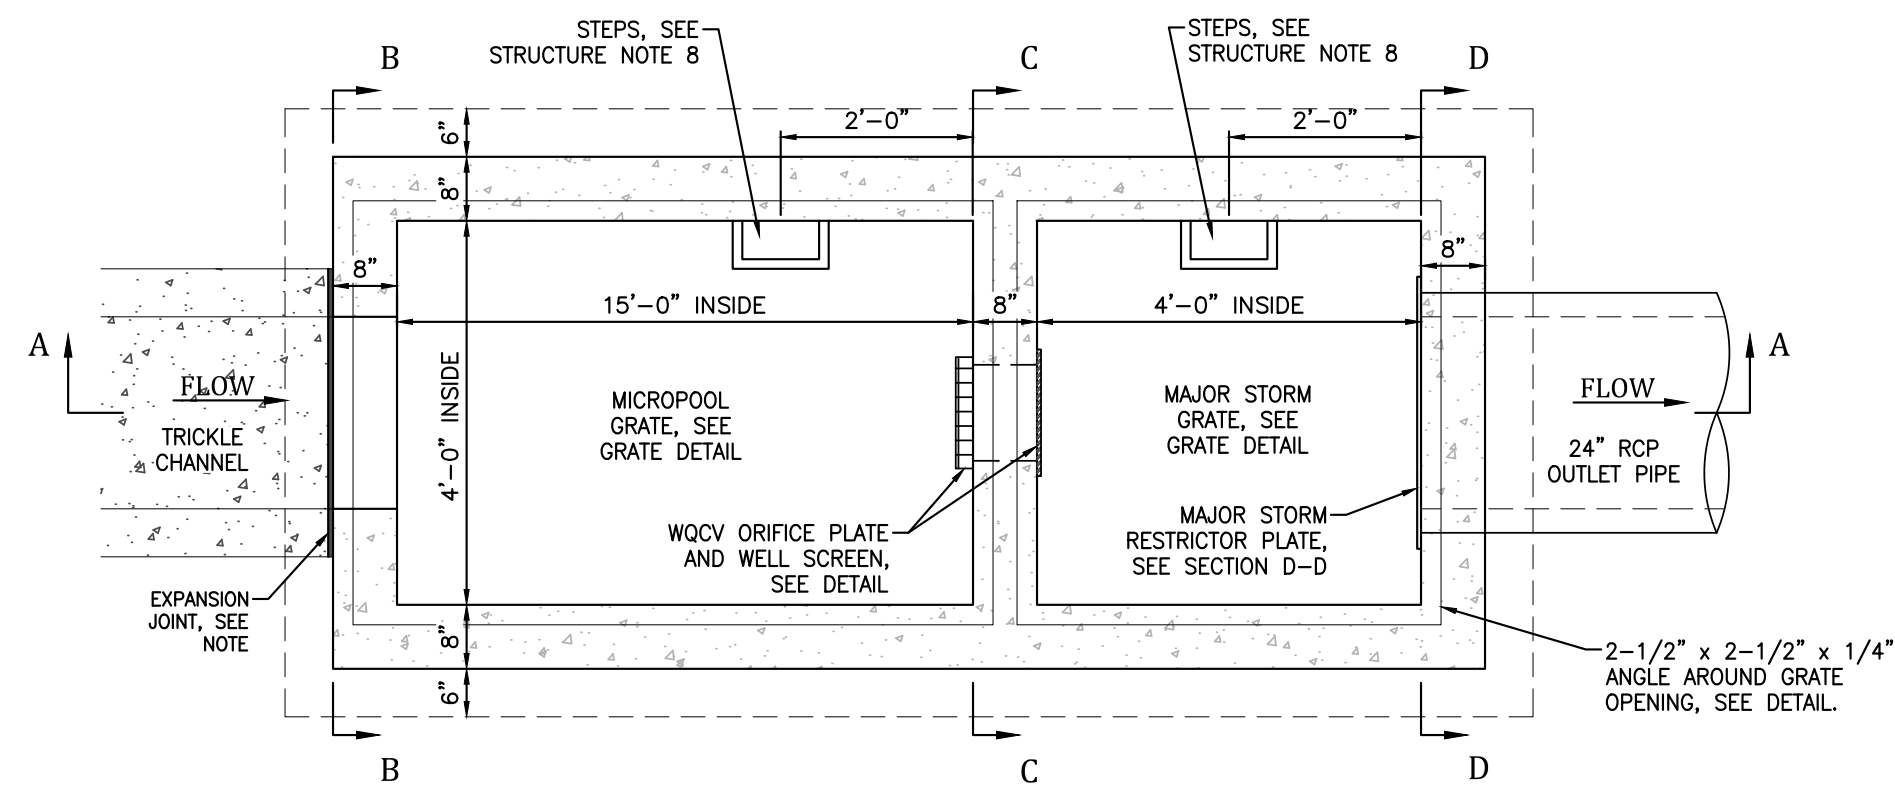 STEPS, SEE
STRUCTURE NOTE 8
STEPS, SEE
STRUCTURE NOTE 8
B
C
D
6”
2’-0”
2’-0”
8”
8”
8”
15’-0” INSIDE
8”
4’-0” INSIDE
A
A
4’-0” INSIDE
FLOW
TRICKLE
CHANNEL
MICROPOOL
GRATE, SEE
GRATE DETAIL
MAJOR STORM
GRATE, SEE
GRATE DETAIL
FLOW
24” RCP
OUTLET PIPE
WQCV ORIFICE PLATE
AND WELL SCREEN,
SEE DETAIL
MAJOR STORM
RESTRICTOR PLATE,
SEE SECTION D-D
EXPANSION
JOINT, SEE
NOTE
8”
6”
2-1/2” x 2-1/2” x 1/4”
ANGLE AROUND GRATE
OPENING, SEE DETAIL.
B
C
D